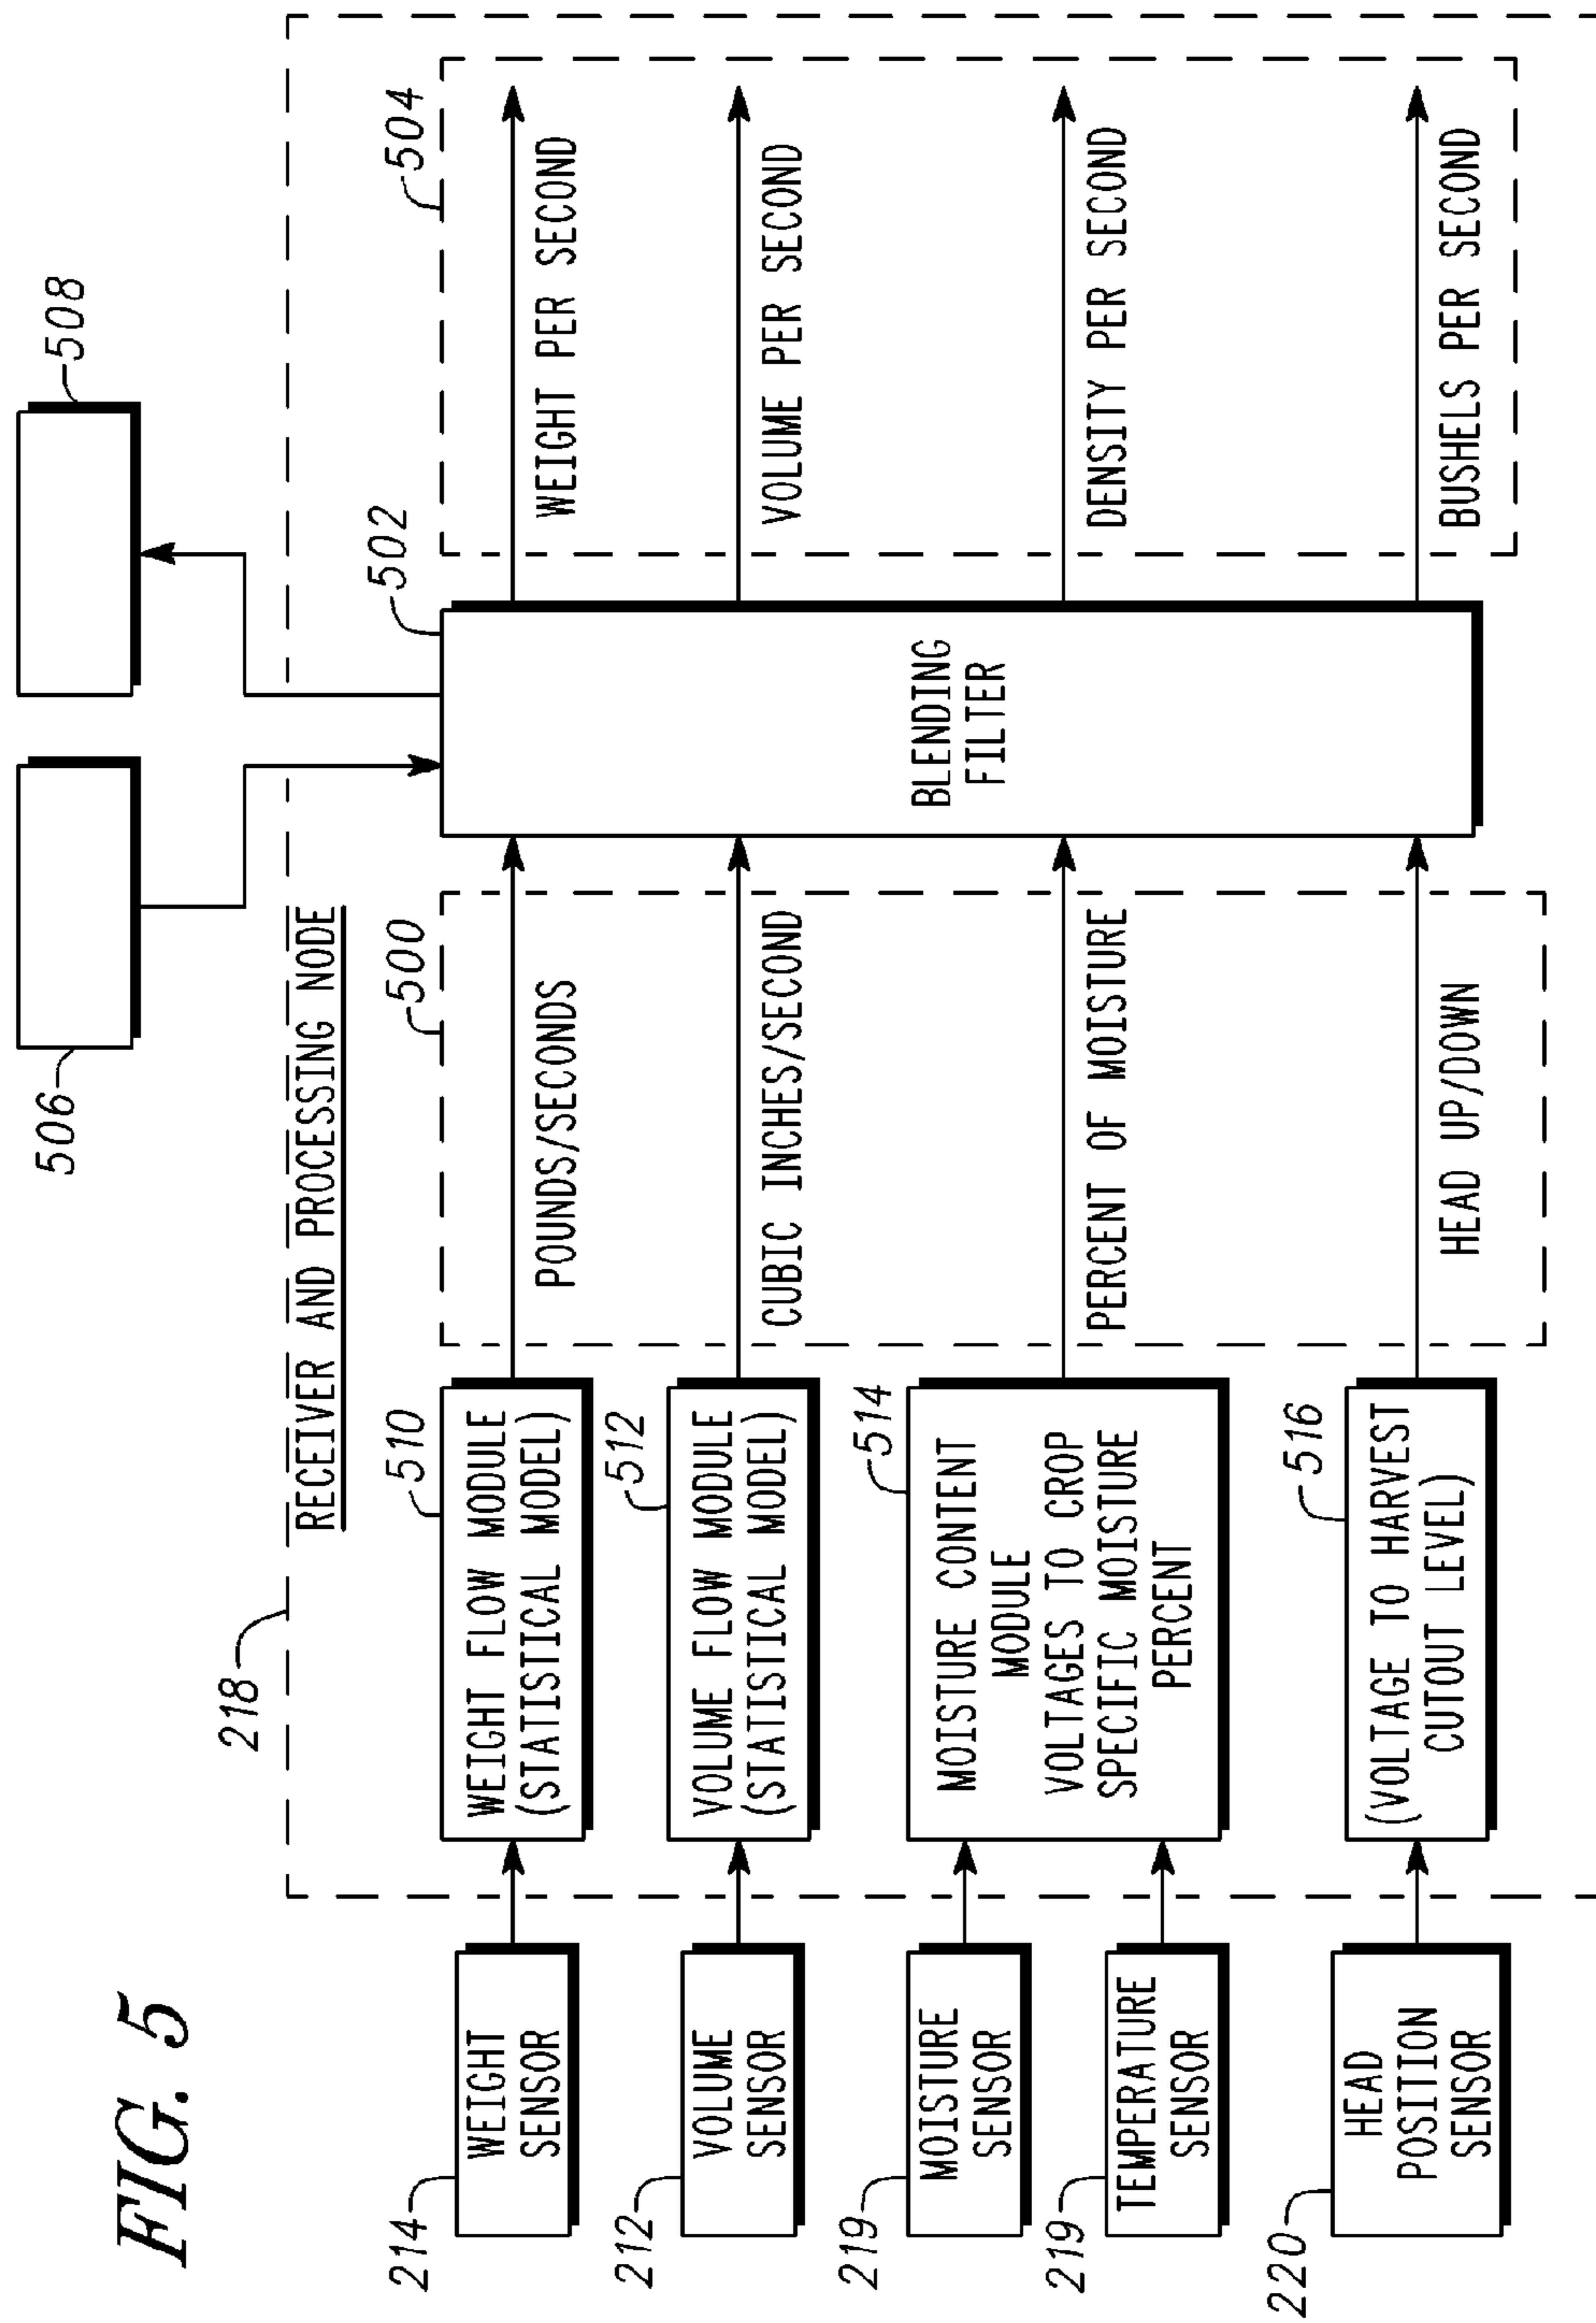 FIG. 5
506
508
218
RECEIVER AND PROCESSING NODE
500
502
504
214
WEIGHT
SENSOR
510
WEIGHT FLOW MODULE
(STATISTICAL MODEL)
POUNDS/SECONDS
WEIGHT PER SECOND
212
VOLUME
SENSOR
512
VOLUME FLOW MODULE
(STATISTICAL MODEL)
CUBIC INCHES/SECOND
VOLUME PER SECOND
BLENDING
FILTER
219
MOISTURE
SENSOR
514
MOISTURE CONTENT
MODULE
VOLTAGES TO CROP
SPECIFIC MOISTURE
PERCENT
PERCENT OF MOISTURE
DENSITY PER SECOND
219
TEMPERATURE
SENSOR
220
HEAD
POSITION
SENSOR
516
(VOLTAGE TO HARVEST
CUTOUT LEVEL)
HEAD UP/DOWN
BUSHELS PER SECOND